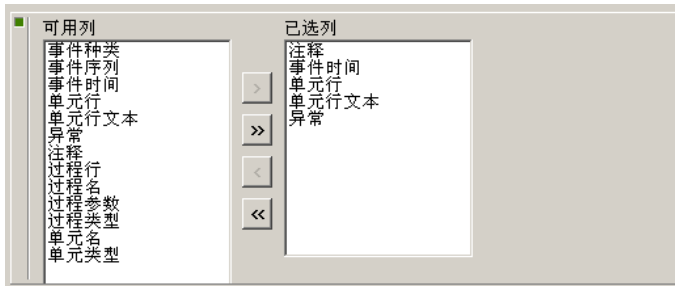 可用列
事件种类
事件序列
事件时间
单元行
单元行文本
异常
注释
过程行
过程名
过程参数
过程类型
单元名
单元类型
>
>>
<
<<
已选列
注释
事件时间
单元行
单元行文本
异常